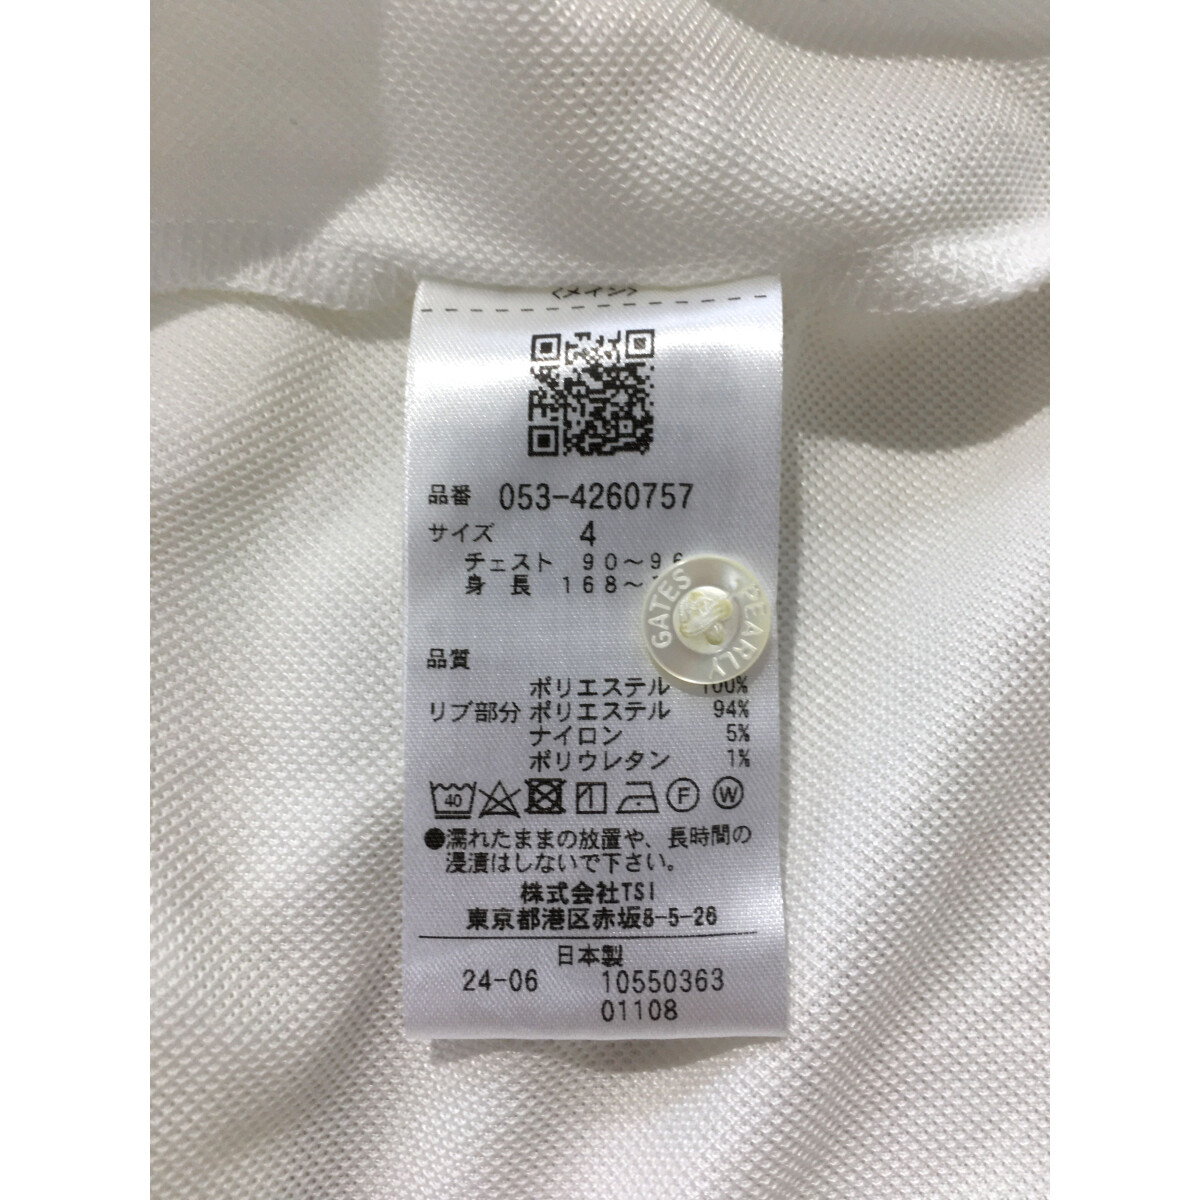 〈メイン〉
品番 053-4260757
サイズ 4
チェスト 90～96
身長 168～
GATES PEARLY
品質
ポリエステル 100%
リブ部分 ポリエステル 94%
ナイロン 5%
ポリウレタン 1%
40 F W
●濡れたままの放置や、長時間の
浸漬はしないで下さい。
株式会社TSI
東京都港区赤坂8-5-26
日本製
24-06 10550363
01108